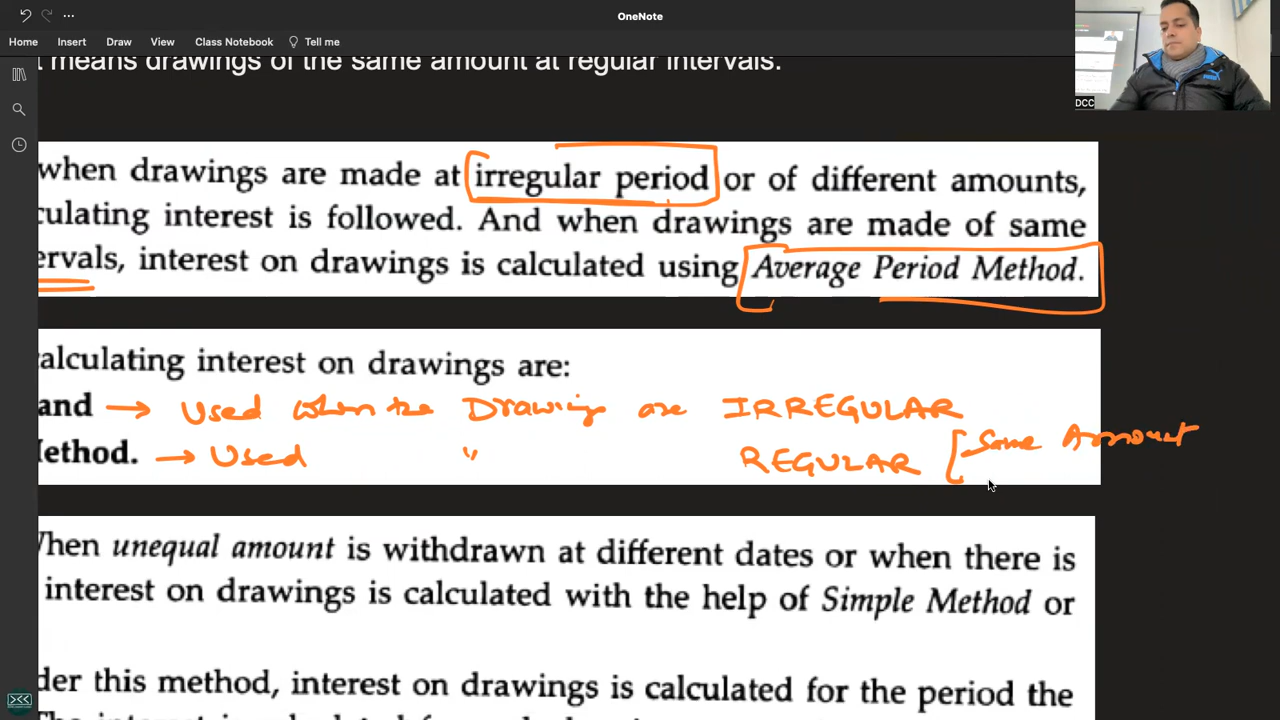 OneNote
Home Insert Draw View Class Notebook Tell me
t means drawings of the same amount at regular intervals.
DCC
when drawings are made at irregular period or of different amounts,
culating interest is followed. And when drawings are made of same
ervals, interest on drawings is calculated using Average Period Method.
alculating interest on drawings are:
and → Used when the Drawings are IRREGULAR
ethod. → Used " REGULAR [ Same Amount
When unequal amount is withdrawn at different dates or when there is
interest on drawings is calculated with the help of Simple Method or
der this method, interest on drawings is calculated for the period the